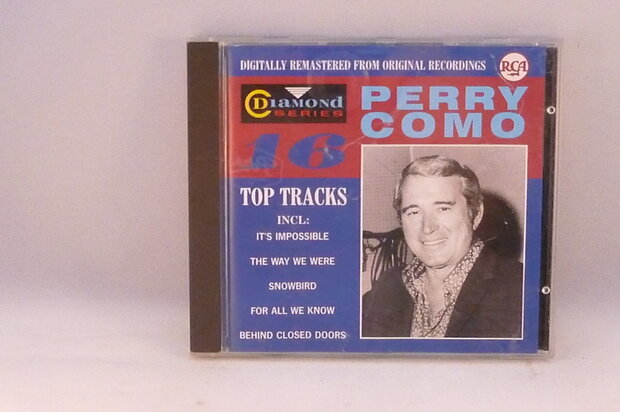 DIGITALLY REMASTERED FROM ORIGINAL RECORDINGS
RCA
DIAMOND
SERIES
PERRY
COMO
16
TOP TRACKS
INCL:
IT'S IMPOSSIBLE
THE WAY WE WERE
SNOWBIRD
FOR ALL WE KNOW
BEHIND CLOSED DOORS